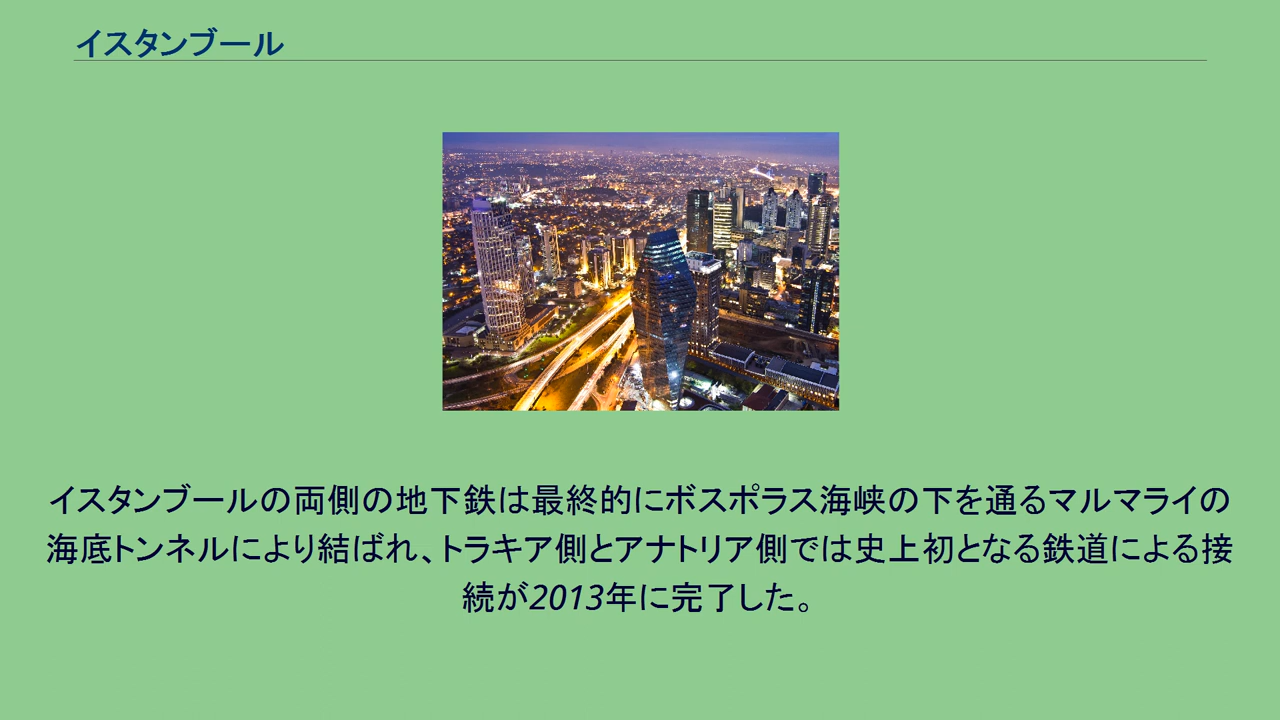 イスタンブール
イスタンブールの両側の地下鉄は最終的にボスポラス海峡の下を通るマルマライの
海底トンネルにより結ばれ、トラキア側とアナトリア側では史上初となる鉄道による接
続が2013年に完了した。